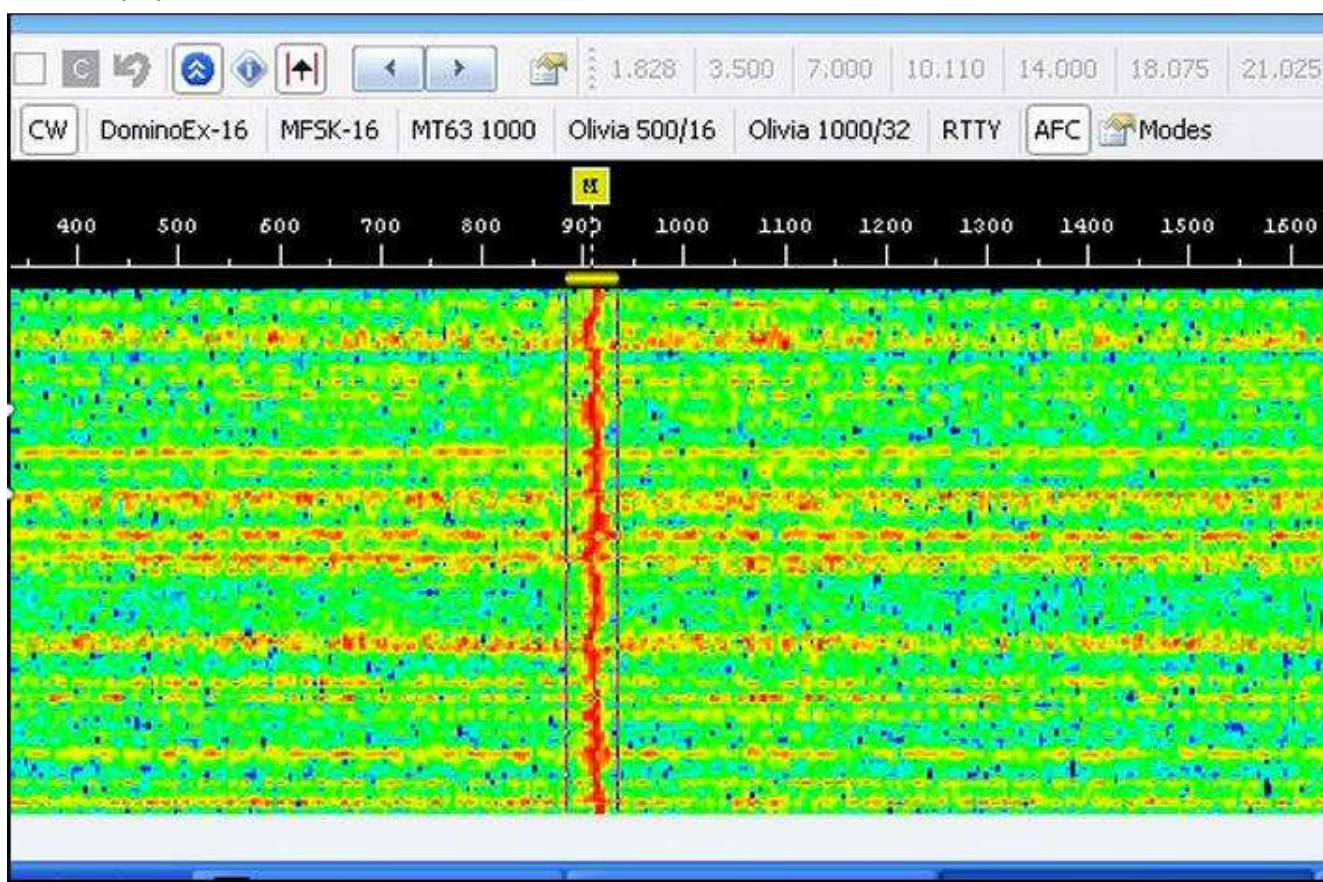 C 1.828 3.500 7.000 10.110 14.000 18.075 21.025
CW DominoEx-16 MFSK-16 MT63 1000 Olivia 500/16 Olivia 1000/32 RTTY AFC Modes
M
400 500 600 700 800 900 1000 1100 1200 1300 1400 1500 1600